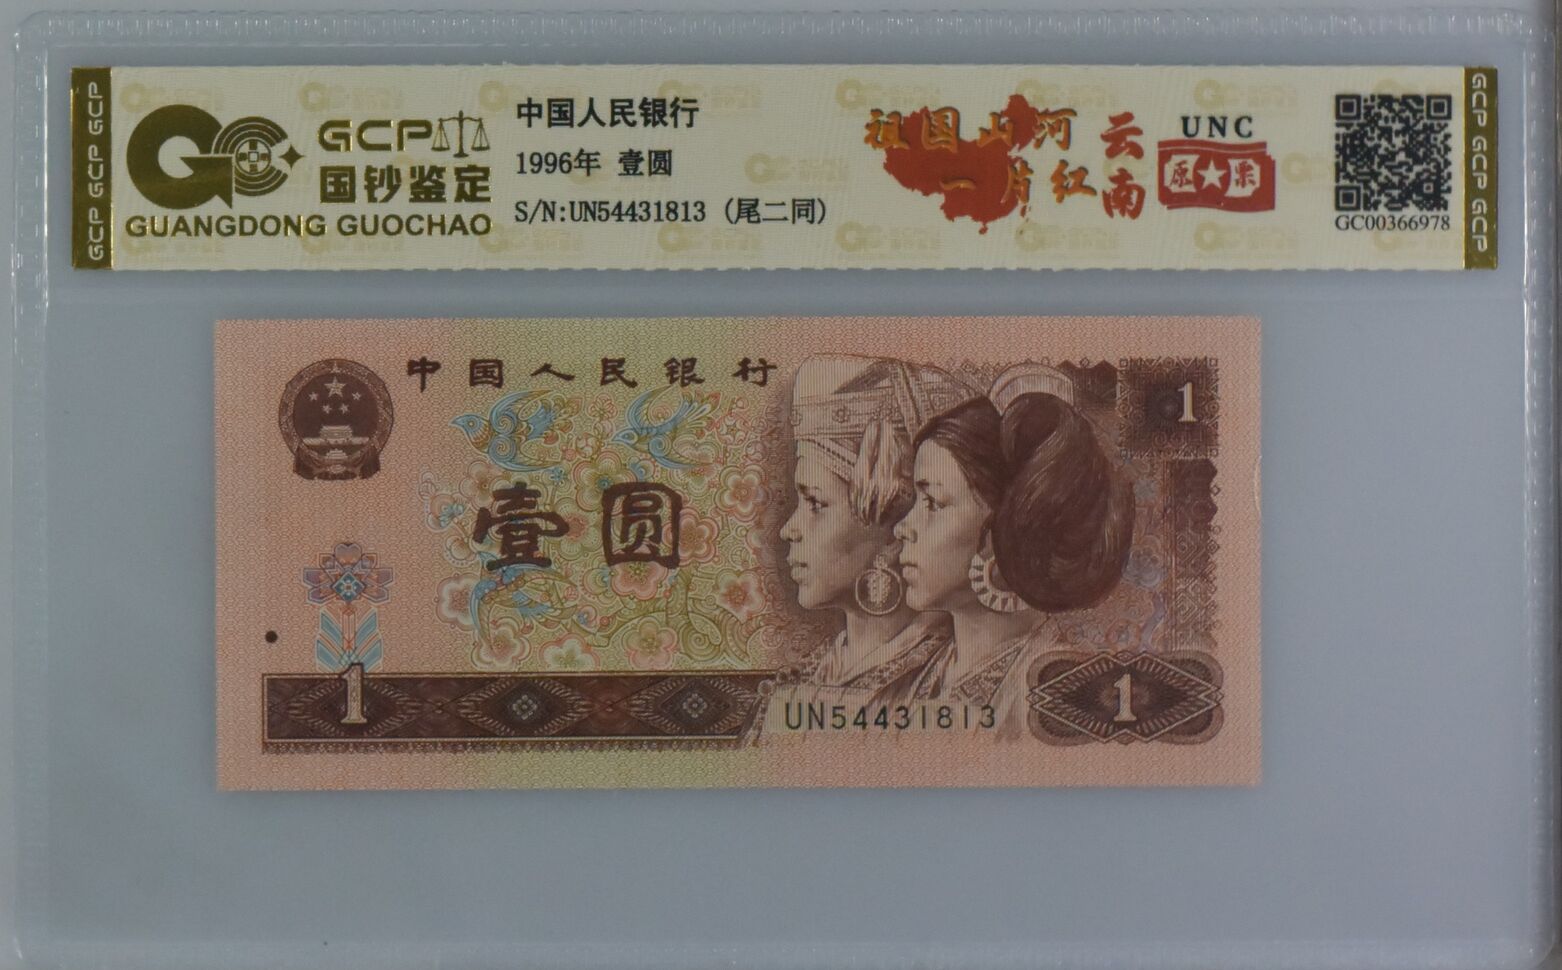 GCP GCP GCP
GCP
国钞鉴定
GUANGDONG GUOCHAO
中国人民银行
1996年 壹圆
S/N:UN54431813 (尾二同)
祖国山河
一片红
云南
UNC
原★票
GC00366978
GCP GCP GCP
中国人民银行
1
壹圆
1
UN54431813
1